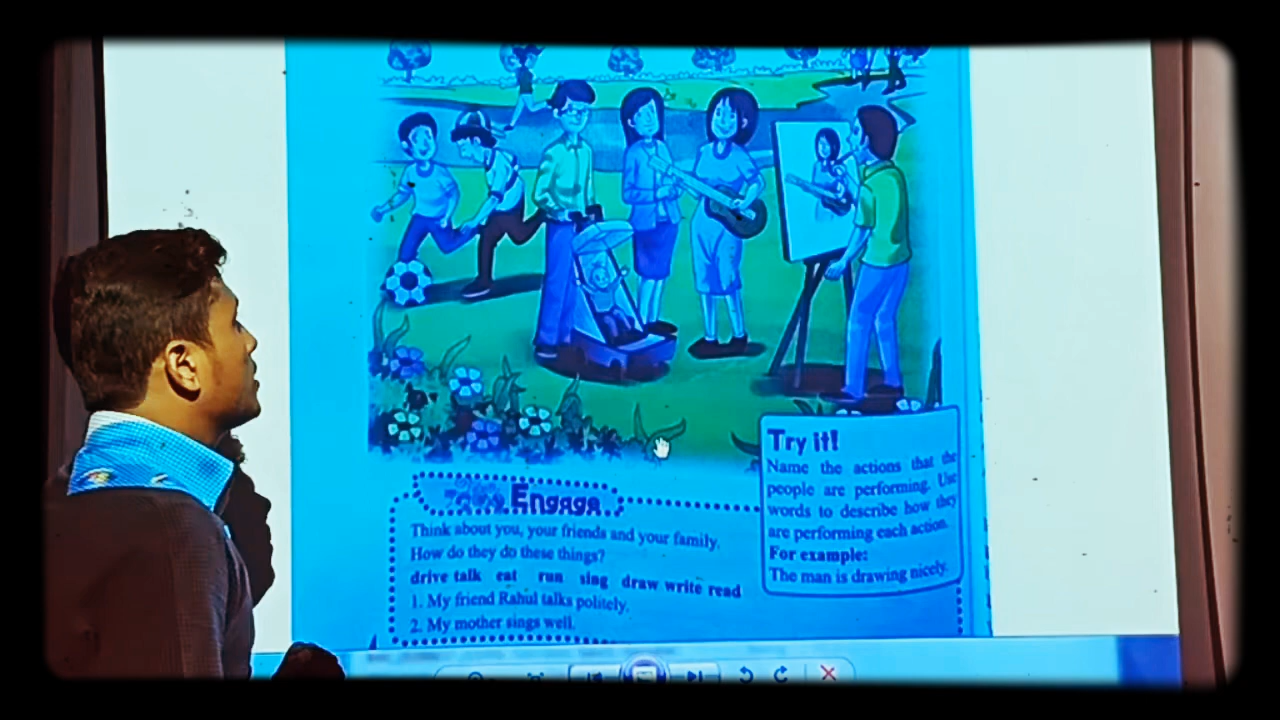 Try it!
Name the actions that the
people are performing. Use
words to describe how they
are performing each action.
For example:
The man is drawing nicely.
Engage
Think about you, your friends and your family.
How do they do these things?
drive talk eat run sing draw write read
1. My friend Rahul talks politely.
2. My mother sings well.